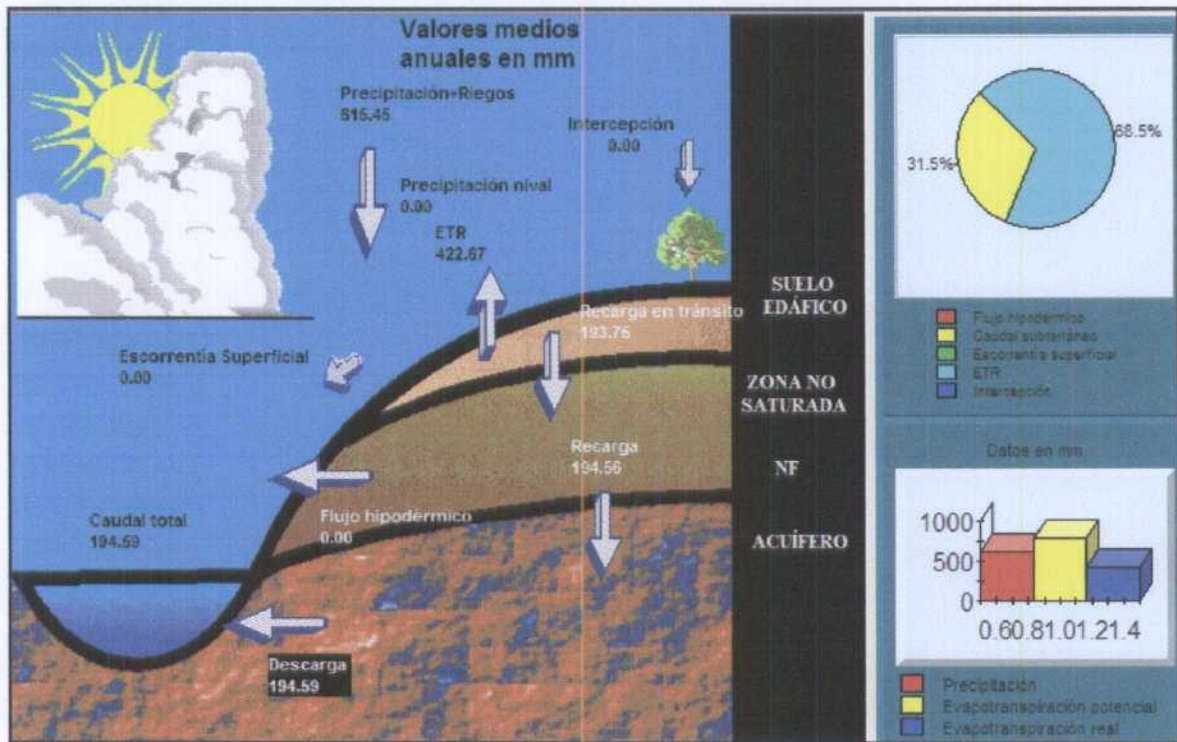 Valores medios
anuales en mm
Precipitación+Riegos
615.45
Intercepción
0.00
Precipitación nival
0.00
ETR
422.67
Recarga en tránsito
193.76
Escorrentia Superficial
0.00
Recarga
194.56
Flujo hipodérmico
0.00
Caudal total
194.59
Descarga
194.59
SUELO
EDÁFICO
ZONA NO
SATURADA
NF
ACUÍFERO
68.5%
31.5%
Flujo hipodérmico
Caudal subterráneo
Escorrentia superficial
ETR
Intercepción
Datos en mm
1000
500
0
0.60.81.01.21.4
Precipitación
Evapotranspiración potencial
Evapotranspiración real